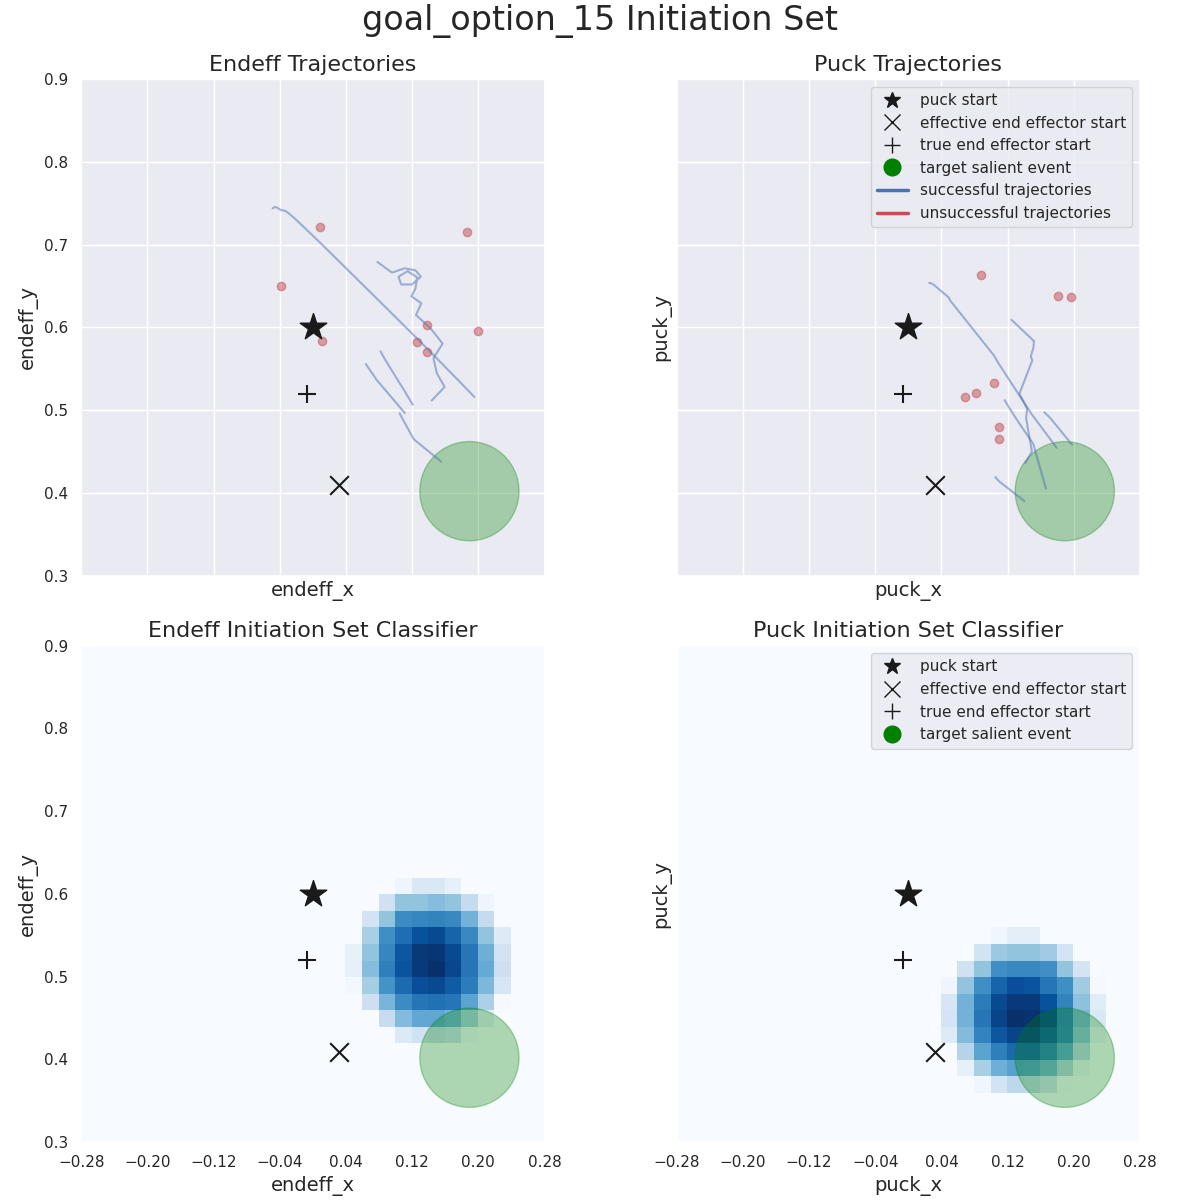 goal_option_15 Initiation Set
Endeff Trajectories
endeff_y
0.9
0.8
0.7
0.6
0.5
0.4
0.3
endeff_x
Puck Trajectories
puck_y
puck start
effective end effector start
true end effector start
target salient event
successful trajectories
unsuccessful trajectories
puck_x
Endeff Initiation Set Classifier
endeff_y
0.9
0.8
0.7
0.6
0.5
0.4
0.3
−0.28 −0.20 −0.12 −0.04 0.04 0.12 0.20 0.28
endeff_x
Puck Initiation Set Classifier
puck_y
puck start
effective end effector start
true end effector start
target salient event
−0.28 −0.20 −0.12 −0.04 0.04 0.12 0.20 0.28
puck_x